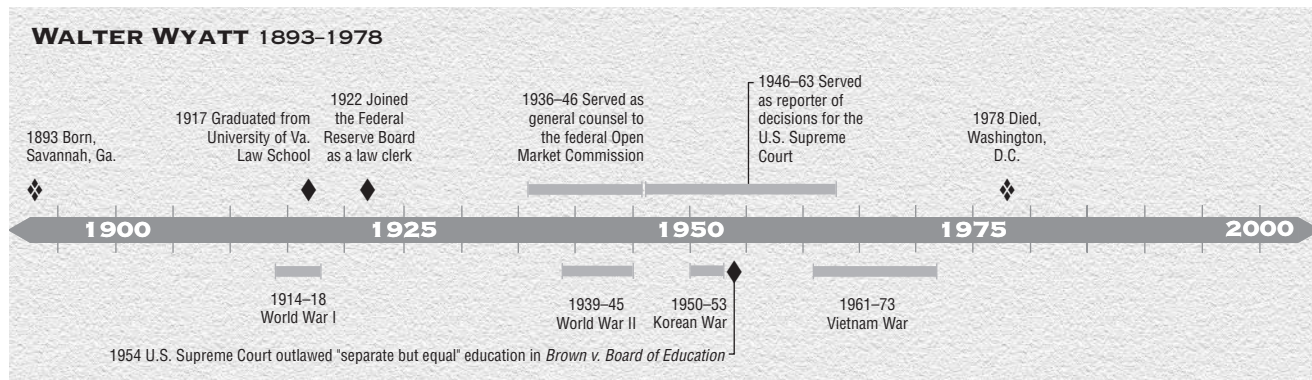 WALTER WYATT 1893–1978
1893 Born,
Savannah, Ga.
1917 Graduated from
University of Va.
Law School
1922 Joined
the Federal
Reserve Board
as a law clerk
1936–46 Served as
general counsel to
the federal Open
Market Commission
1946–63 Served
as reporter of
decisions for the
U.S. Supreme
Court
1978 Died,
Washington,
D.C.
1900
1925
1950
1975
2000
1914–18
World War I
1939–45
World War II
1950–53
Korean War
1961–73
Vietnam War
1954 U.S. Supreme Court outlawed "separate but equal" education in Brown v. Board of Education